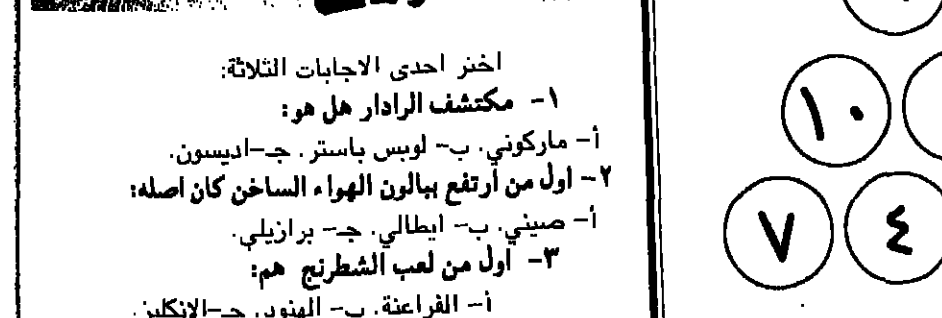 اختر احدى الاجابات الثلاثة:
١- مكتشف الرادار هل هو:
أ- ماركوني. ب- لويس باستر. جـ-اديسون.
٢- اول من أرتفع ببالون الهواء الساخن كان اصله:
أ- صيني. ب- ايطالي. جـ- برازيلي.
٣- اول من لعب الشطرنج هم:
أ- الفراعنة. ب- الهنود. جـ-الانكليز.
١٠
٧ ٤